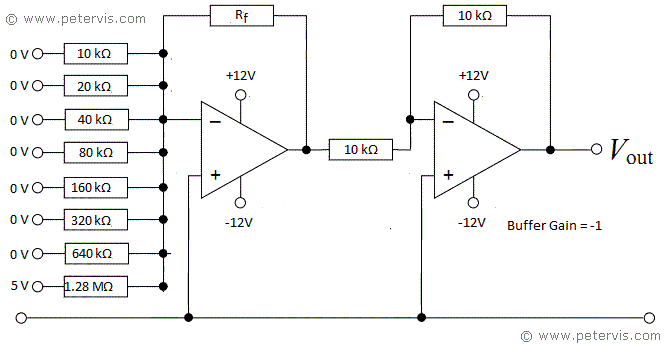 © www.petervis.com
R_f
10 kΩ
0 V 10 kΩ
0 V 20 kΩ
+12V
+12V
0 V 40 kΩ
−
−
0 V 80 kΩ
10 kΩ
V_out
0 V 160 kΩ
+
+
0 V 320 kΩ
-12V
-12V
Buffer Gain = -1
0 V 640 kΩ
5 V 1.28 MΩ
© www.petervis.com